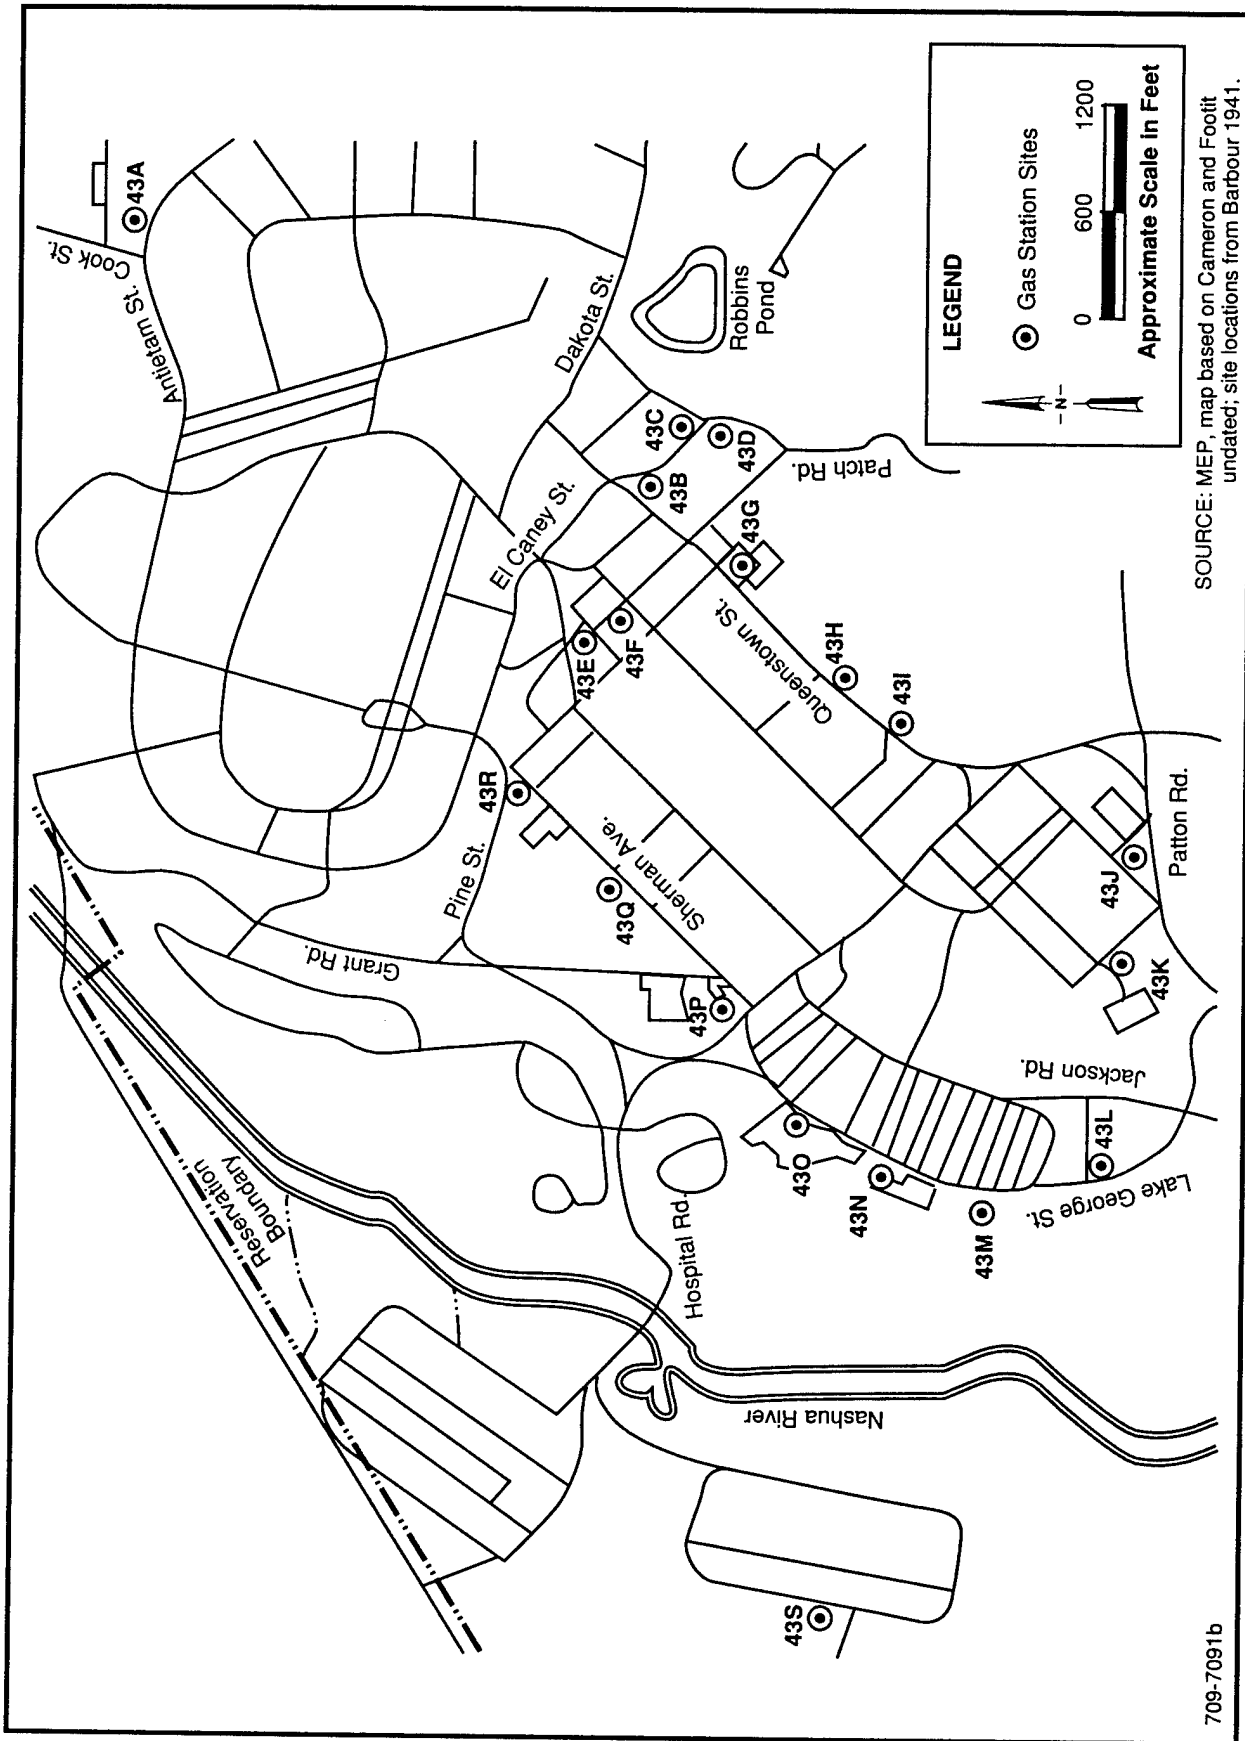 Cook St.
43A
Antietam St.
Dakota St.
Robbins
Pond
43C
43D
43B
El Caney St.
Patch Rd.
43G
43E
43F
Queenstown St.
43H
43I
43R
Pine St.
Sherman Ave.
43Q
Grant Rd.
43P
43J
Patton Rd.
43K
Jackson Rd.
43L
Lake George St.
43O
43N
43M
Hospital Rd.
Reservation
Boundary
Nashua River
43S
LEGEND
Gas Station Sites
-N-
0 600 1200
Approximate Scale in Feet
SOURCE: MEP, map based on Cameron and Footit
undated; site locations from Barbour 1941.
709-7091b